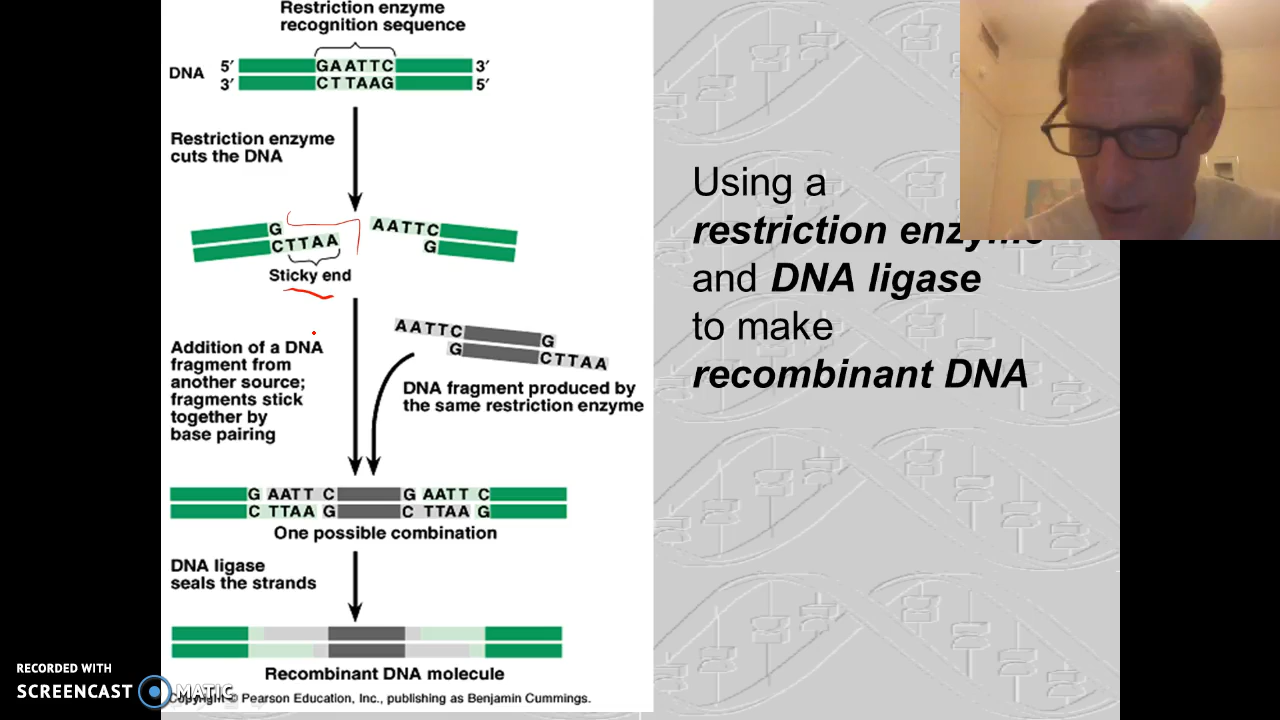 Restriction enzyme
recognition sequence
DNA
5′ GAATTC 3′
3′ CTTAAG 5′
Restriction enzyme
cuts the DNA
G AATTC
CTTAA G
Sticky end
AATTC G
G CTTAA
Addition of a DNA
fragment from
another source;
fragments stick
together by
base pairing
DNA fragment produced by
the same restriction enzyme
G AATT C G AATT C
C TTAA G C TTAA G
One possible combination
DNA ligase
seals the strands
Recombinant DNA molecule
Copyright © Pearson Education, Inc., publishing as Benjamin Cummings.
Using a
restriction enzyme
and DNA ligase
to make
recombinant DNA
RECORDED WITH
SCREENCAST MATIC